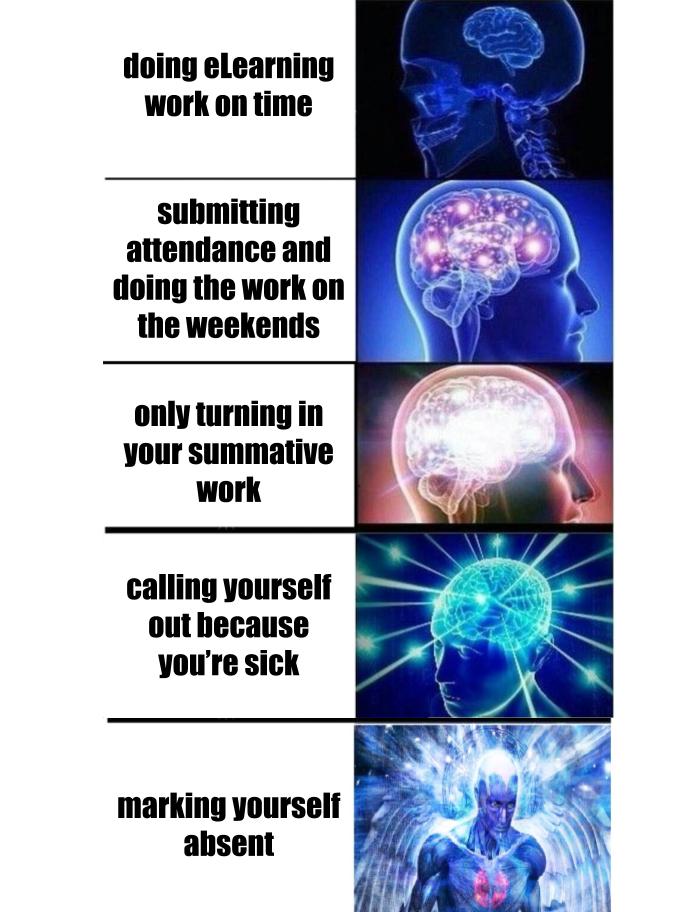 doing eLearning
work on time
submitting
attendance and
doing the work on
the weekends
only turning in
your summative
work
calling yourself
out because
you're sick
marking yourself
absent